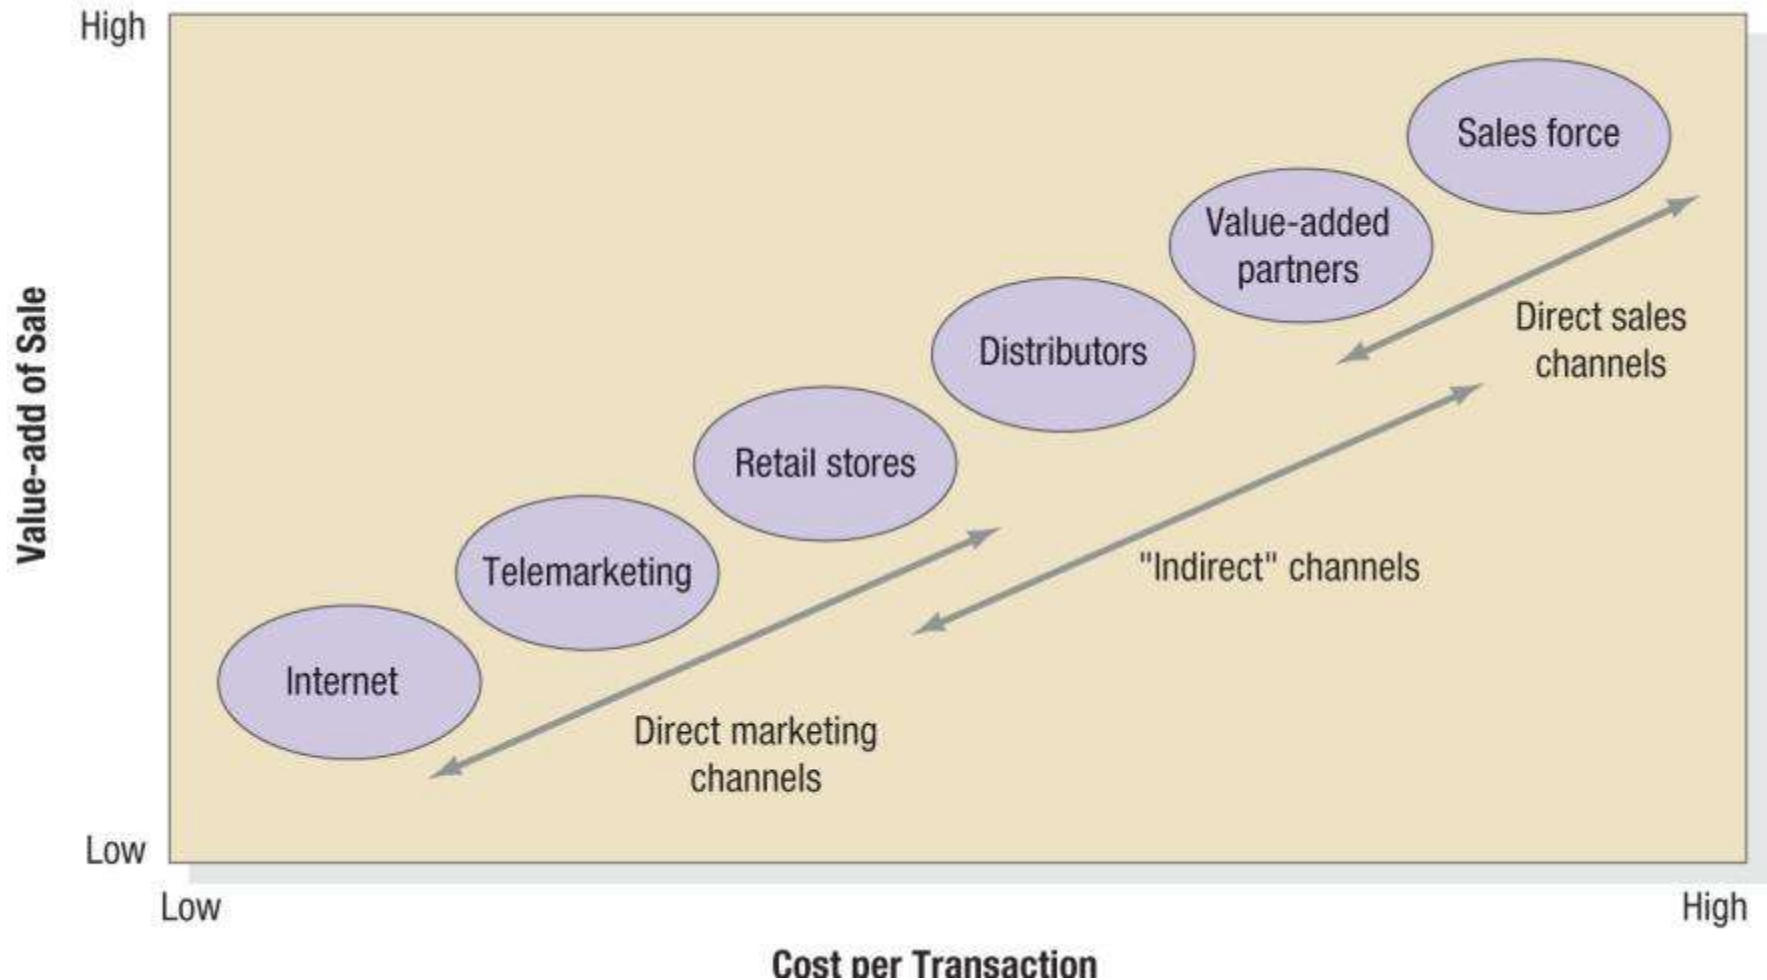 High
Sales force
Value-added
partners
Direct sales
channels
Distributors
Retail stores
"Indirect" channels
Telemarketing
Internet
Direct marketing
channels
Value-add of Sale
Low
Low
High
Cost per Transaction